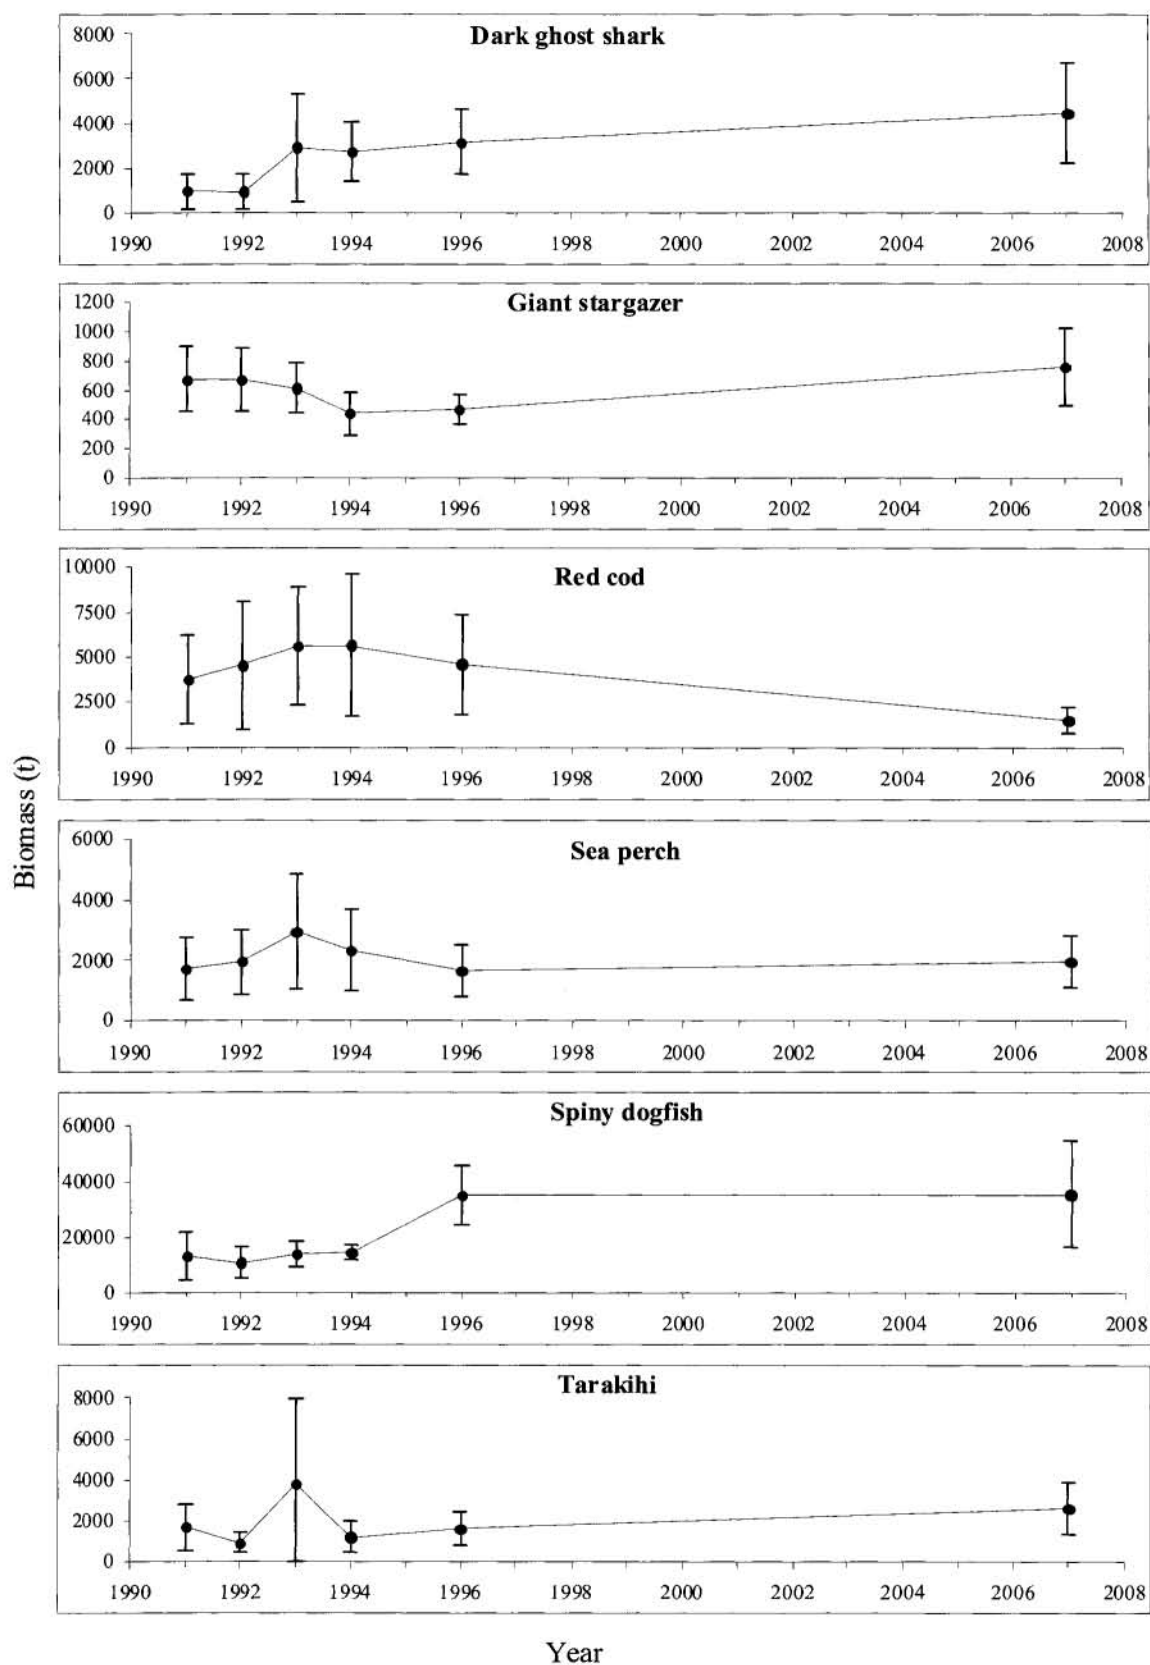 Dark ghost shark
8000
6000
4000
2000
0
1990 1992 1994 1996 1998 2000 2002 2004 2006 2008
Giant stargazer
1200
1000
800
600
400
200
0
1990 1992 1994 1996 1998 2000 2002 2004 2006 2008
Red cod
10000
7500
5000
2500
0
1990 1992 1994 1996 1998 2000 2002 2004 2006 2008
Biomass (t)
Sea perch
6000
4000
2000
0
1990 1992 1994 1996 1998 2000 2002 2004 2006 2008
Spiny dogfish
60000
40000
20000
0
1990 1992 1994 1996 1998 2000 2002 2004 2006 2008
Tarakihi
8000
6000
4000
2000
0
1990 1992 1994 1996 1998 2000 2002 2004 2006 2008
Year